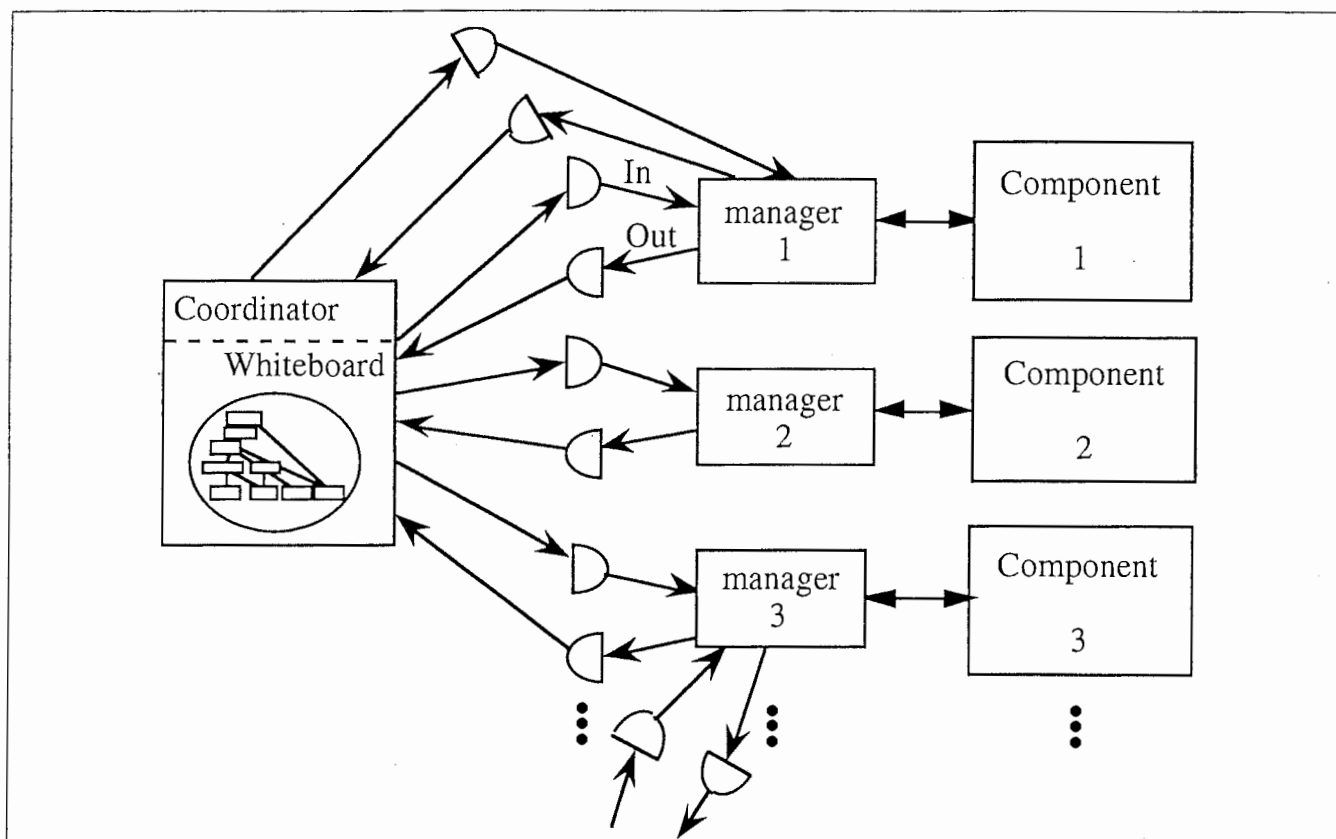 In
Out
manager
1
Component
1
Coordinator
Whiteboard
manager
2
Component
2
manager
3
Component
3